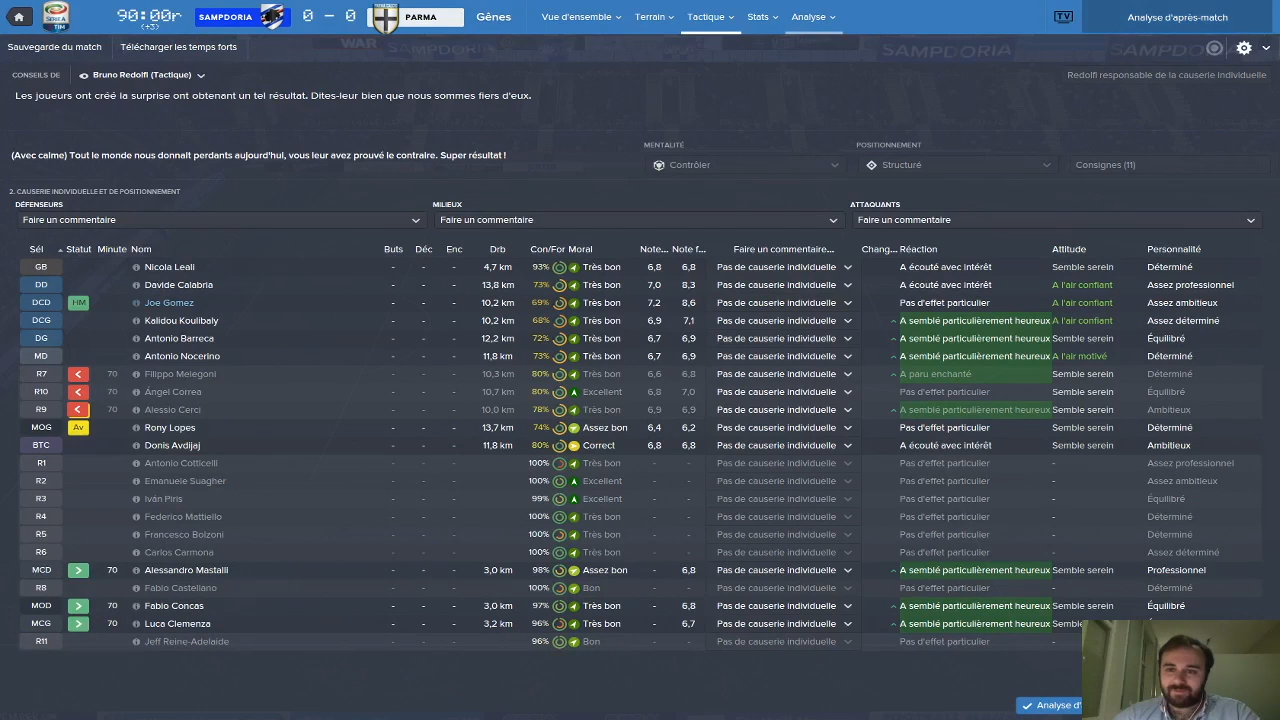 SERIE A TIM 90:00r (+3) SAMPDORIA 0 – 0 PARMA Gênes Vue d'ensemble Terrain Tactique Stats Analyse TV Analyse d'après-match
Sauvegarde du match Télécharger les temps forts
CONSEILS DE Bruno Redolfi (Tactique) Redolfi responsable de la causerie individuelle
Les joueurs ont créé la surprise ont obtenant un tel résultat. Dites-leur bien que nous sommes fiers d'eux.
(Avec calme) Tout le monde nous donnait perdants aujourd'hui, vous leur avez prouvé le contraire. Super résultat !
MENTALITÉ POSITIONNEMENT
Contrôler Structuré Consignes (11)
2. CAUSERIE INDIVIDUELLE ET DE POSITIONNEMENT
DÉFENSEURS MILIEUX ATTAQUANTS
Faire un commentaire Faire un commentaire Faire un commentaire
Sél Statut Minute Nom Buts Déc Enc Drb Con/For Moral Note... Note f... Faire un commentaire... Chang... Réaction Attitude Personnalité
GB Nicola Leali - - - 4,7 km 93% Très bon 6,8 6,8 Pas de causerie individuelle A écouté avec intérêt Semble serein Déterminé
DD Davide Calabria - - - 13,8 km 73% Très bon 7,0 8,3 Pas de causerie individuelle A écouté avec intérêt A l'air confiant Assez professionnel
DCD HM Joe Gomez - - - 10,2 km 69% Très bon 7,2 8,6 Pas de causerie individuelle Pas d'effet particulier A l'air confiant Assez ambitieux
DCG Kalidou Koulibaly - - - 10,2 km 68% Très bon 6,9 7,1 Pas de causerie individuelle A semblé particulièrement heureux A l'air confiant Assez déterminé
DG Antonio Barreca - - - 12,2 km 72% Très bon 6,7 6,9 Pas de causerie individuelle A semblé particulièrement heureux Semble serein Équilibré
MD Antonio Nocerino - - - 11,8 km 73% Très bon 6,7 6,9 Pas de causerie individuelle A semblé particulièrement heureux A l'air motivé Déterminé
R7 70 Filippo Melegoni - - - 10,3 km 80% Très bon 6,6 6,8 Pas de causerie individuelle A paru enchanté Semble serein Déterminé
R10 70 Ángel Correa - - - 10,7 km 80% Excellent 6,8 7,0 Pas de causerie individuelle Pas d'effet particulier Semble serein Équilibré
R9 70 Alessio Cerci - - - 10,0 km 78% Très bon 6,9 6,9 Pas de causerie individuelle A semblé particulièrement heureux Semble serein Ambitieux
MOG Av Rony Lopes - - - 13,7 km 74% Assez bon 6,4 6,2 Pas de causerie individuelle Pas d'effet particulier Semble serein Déterminé
BTC Donis Avdijaj - - - 11,8 km 80% Correct 6,8 6,8 Pas de causerie individuelle A écouté avec intérêt Semble serein Ambitieux
R1 Antonio Cotticelli - - - 100% Très bon - - Pas de causerie individuelle Pas d'effet particulier - Assez professionnel
R2 Emanuele Suagher - - - 100% Excellent - - Pas de causerie individuelle Pas d'effet particulier - Assez ambitieux
R3 Iván Piris - - - 99% Excellent - - Pas de causerie individuelle Pas d'effet particulier - Équilibré
R4 Federico Mattiello - - - 100% Très bon - - Pas de causerie individuelle Pas d'effet particulier - Déterminé
R5 Francesco Bolzoni - - - 100% Très bon - - Pas de causerie individuelle Pas d'effet particulier - Déterminé
R6 Carlos Carmona - - - 100% Très bon - - Pas de causerie individuelle Pas d'effet particulier - Assez déterminé
MCD 70 Alessandro Mastalli - - - 3,0 km 98% Assez bon - 6,8 Pas de causerie individuelle A semblé particulièrement heureux Semble serein Professionnel
R8 Fabio Castellano - - - 100% Bon - - Pas de causerie individuelle Pas d'effet particulier - Déterminé
MOD 70 Fabio Concas - - - 3,0 km 97% Très bon - 6,8 Pas de causerie individuelle A semblé particulièrement heureux Semble serein Équilibré
MCG 70 Luca Clemenza - - - 3,2 km 96% Très bon - 6,7 Pas de causerie individuelle A semblé particulièrement heureux Semble serein
R11 Jeff Reine-Adelaide - - - 96% Bon - - Pas de causerie individuelle Pas d'effet particulier -
Analyse d'